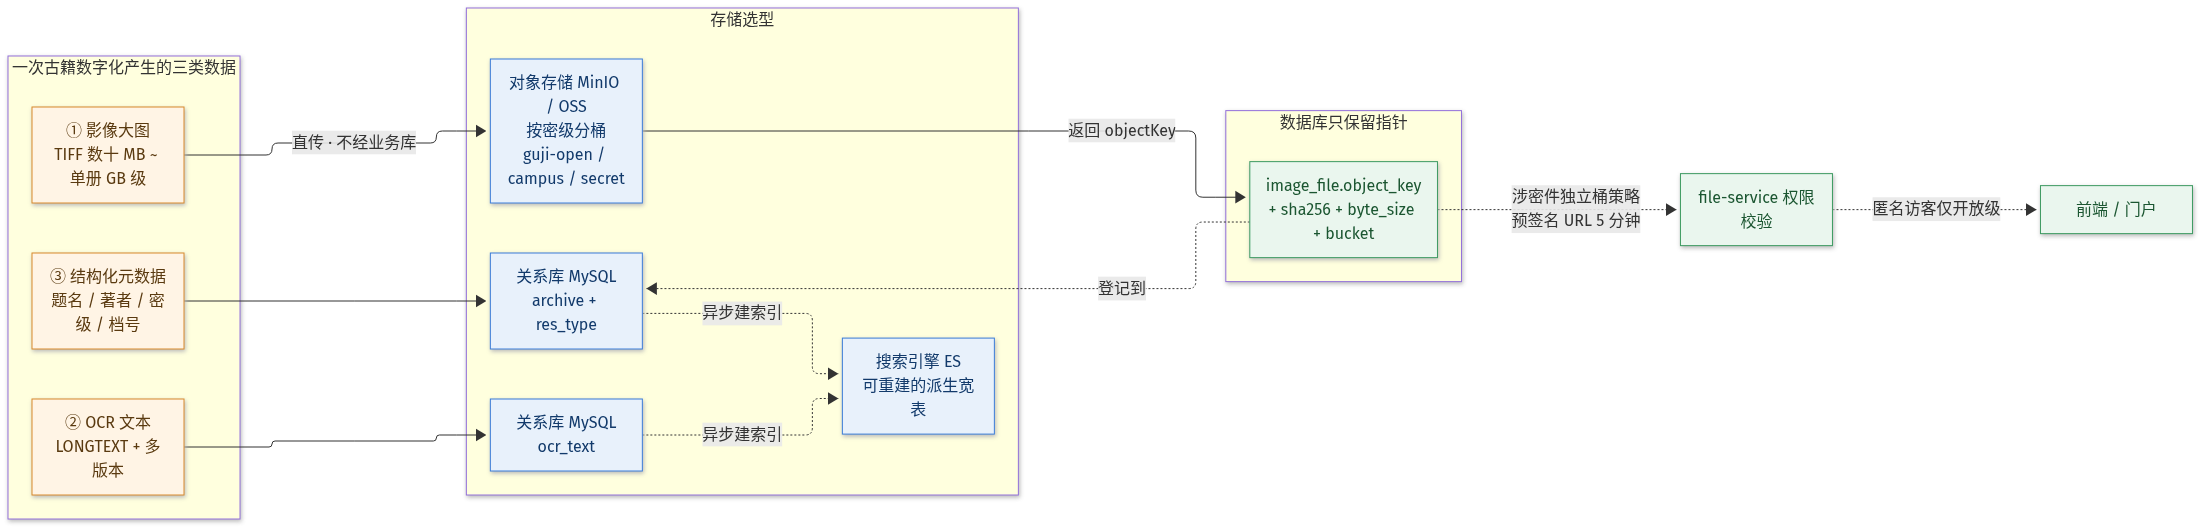 一次古籍数字化产生的三类数据
① 影像大图
TIFF 数十 MB ~
单册 GB 级
③ 结构化元数据
题名 / 著者 / 密
级 / 档号
② OCR 文本
LONGTEXT + 多
版本
直传 · 不经业务库
存储选型
对象存储 MinIO
/ OSS
按密级分桶
guji-open /
campus / secret
关系库 MySQL
archive +
res_type
关系库 MySQL
ocr_text
异步建索引
异步建索引
搜索引擎 ES
可重建的派生宽
表
返回 objectKey
登记到
数据库只保留指针
image_file.object_key
+ sha256 + byte_size
+ bucket
涉密件独立桶策略
预签名 URL 5 分钟
file-service 权限
校验
匿名访客仅开放级
前端 / 门户